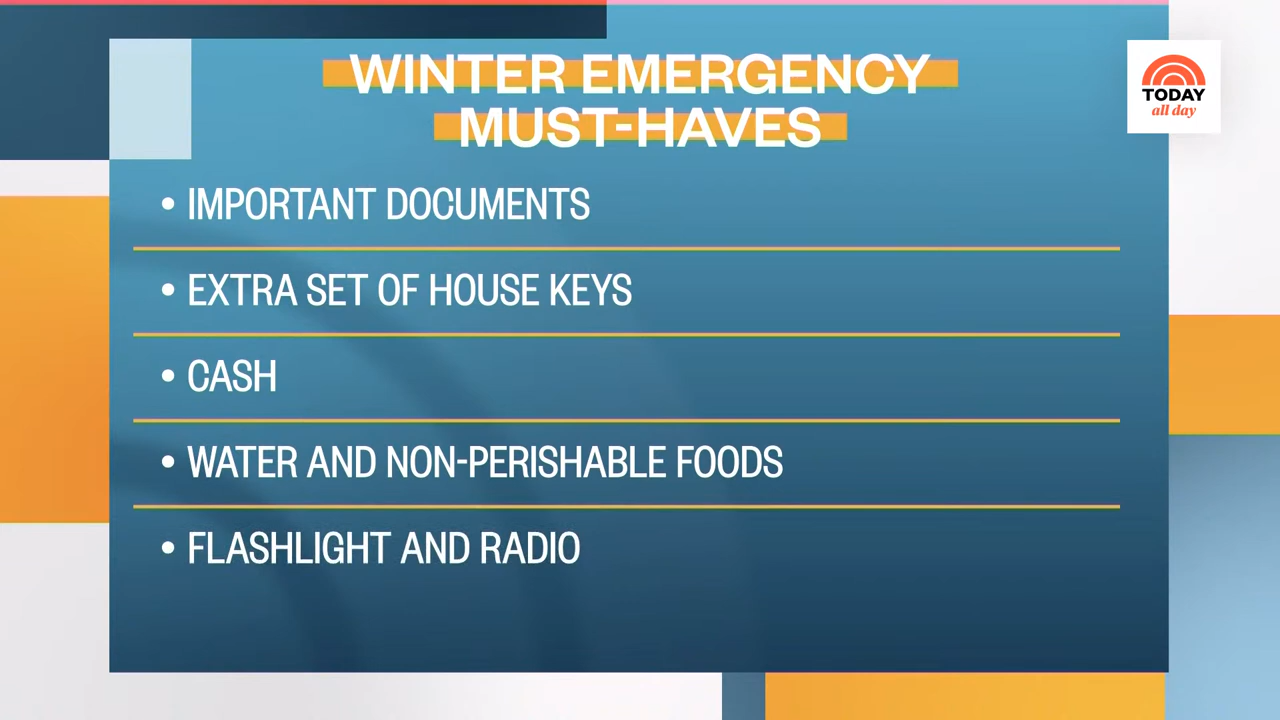 WINTER EMERGENCY
MUST-HAVES
TODAY
all day
• IMPORTANT DOCUMENTS
• EXTRA SET OF HOUSE KEYS
• CASH
• WATER AND NON-PERISHABLE FOODS
• FLASHLIGHT AND RADIO